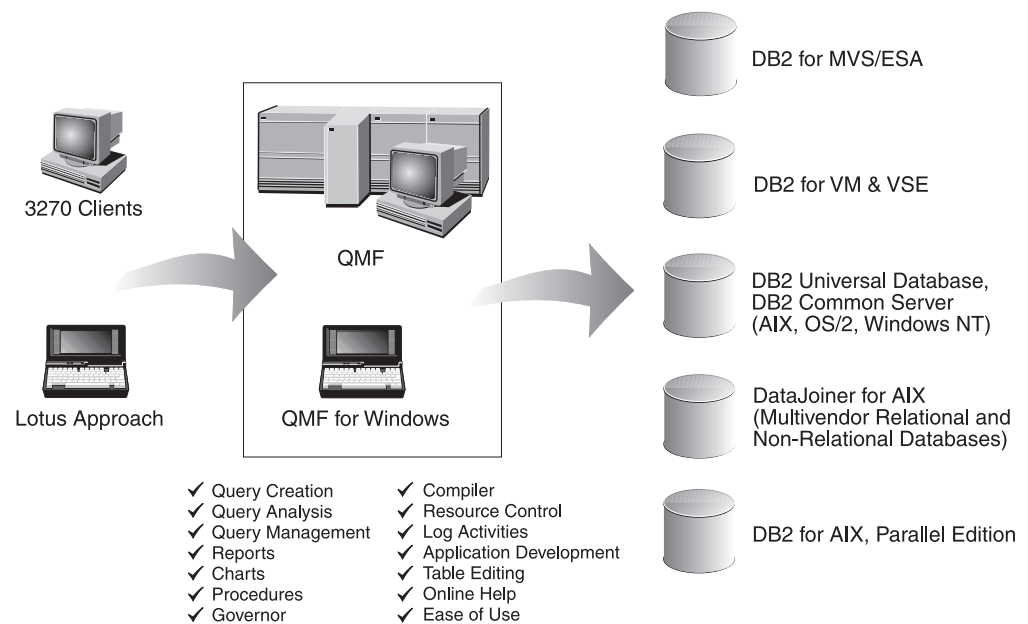 3270 Clients
Lotus Approach
QMF
QMF for Windows
DB2 for MVS/ESA
DB2 for VM & VSE
DB2 Universal Database,
DB2 Common Server
(AIX, OS/2, Windows NT)
DataJoiner for AIX
(Multivendor Relational and
Non-Relational Databases)
DB2 for AIX, Parallel Edition
✓ Query Creation
✓ Query Analysis
✓ Query Management
✓ Reports
✓ Charts
✓ Procedures
✓ Governor
✓ Compiler
✓ Resource Control
✓ Log Activities
✓ Application Development
✓ Table Editing
✓ Online Help
✓ Ease of Use